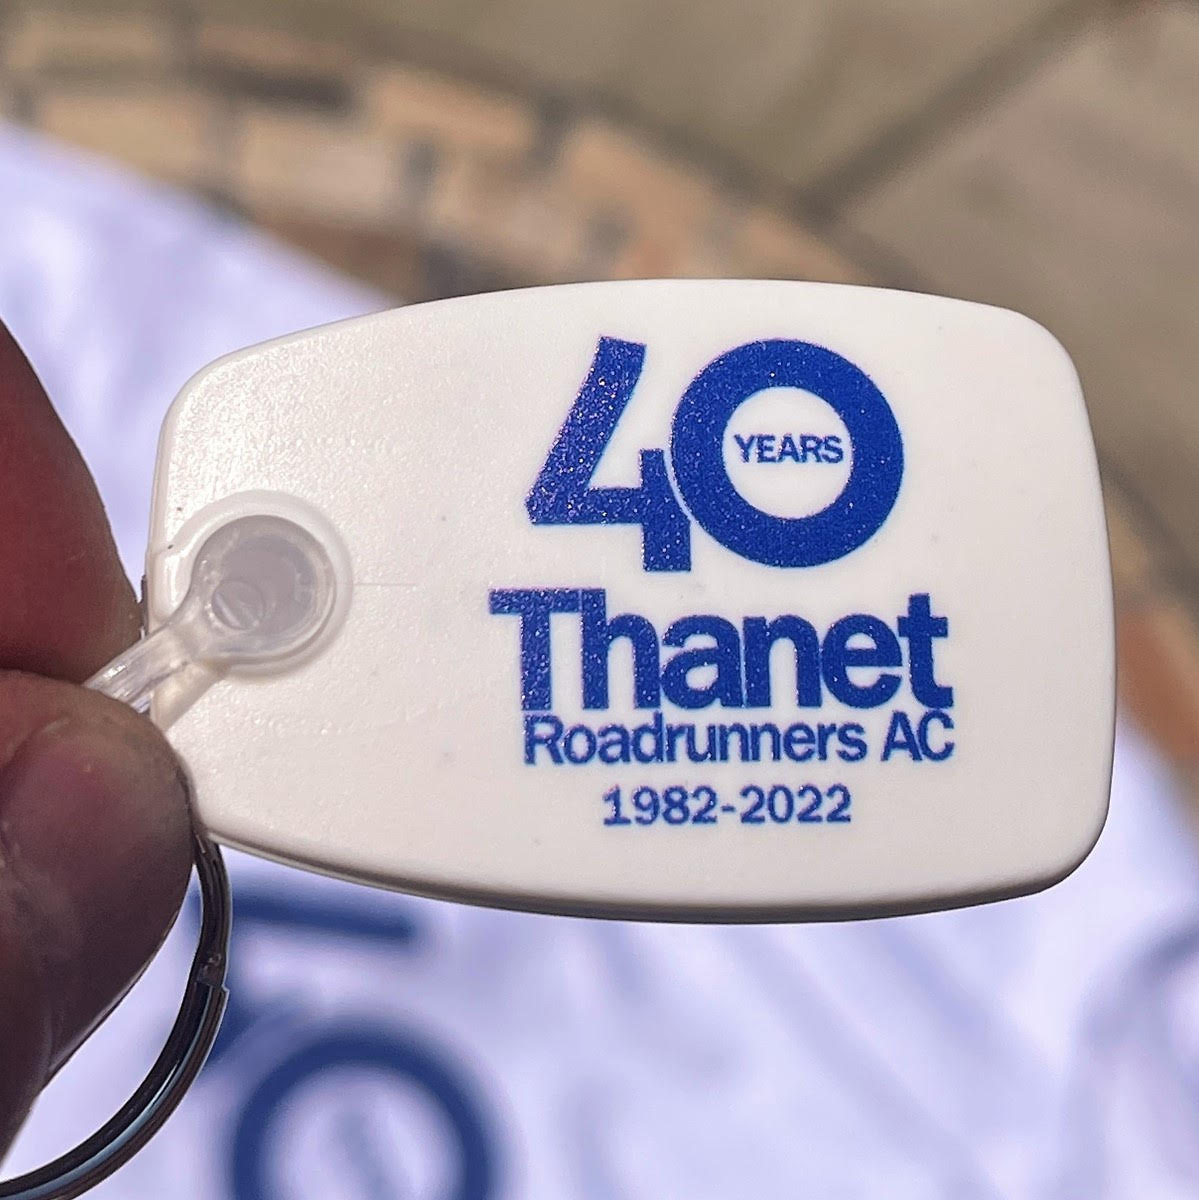 40
YEARS
Thanet
Roadrunners AC
1982-2022